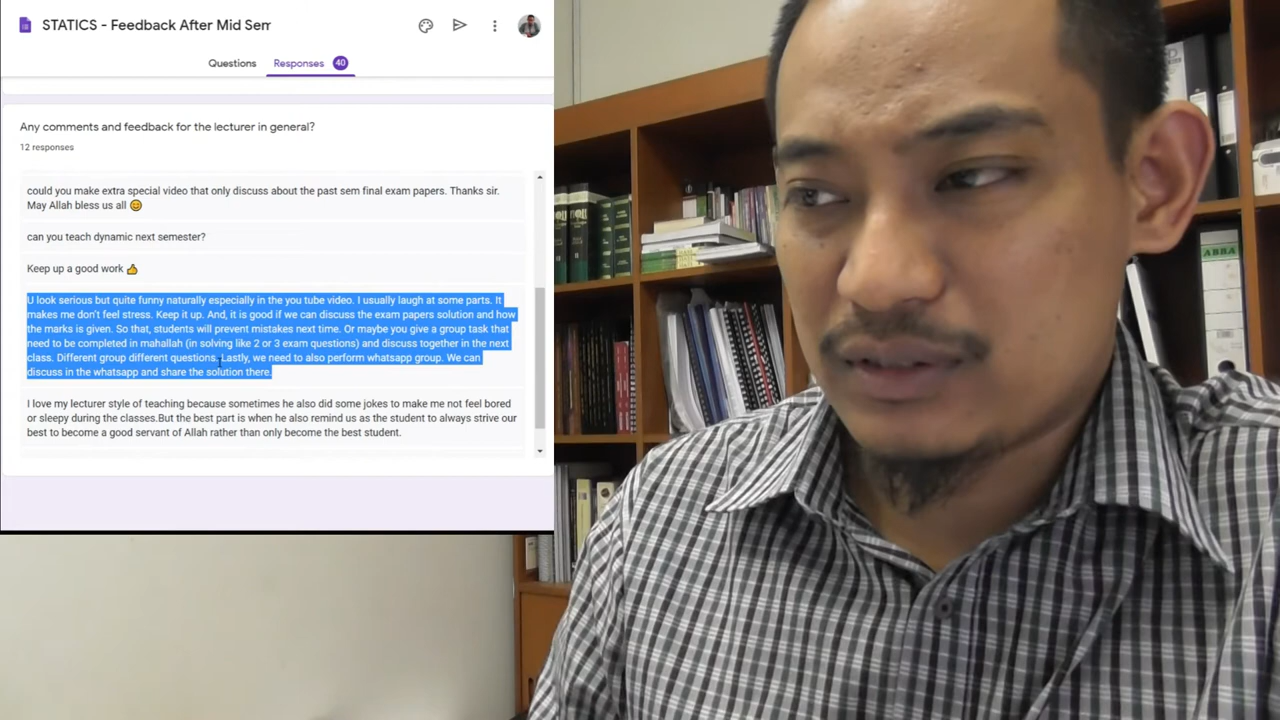 STATICS - Feedback After Mid Sem
Questions
Responses 40
Any comments and feedback for the lecturer in general?
12 responses
could you make extra special video that only discuss about the past sem final exam papers. Thanks sir.
May Allah bless us all 😊
can you teach dynamic next semester?
Keep up a good work 👍
U look serious but quite funny naturally especially in the you tube video. I usually laugh at some parts. It
makes me don't feel stress. Keep it up. And, it is good if we can discuss the exam papers solution and how
the marks is given. So that, students will prevent mistakes next time. Or maybe you give a group task that
need to be completed in mahallah (in solving like 2 or 3 exam questions) and discuss together in the next
class. Different group different questions. Lastly, we need to also perform whatsapp group. We can
discuss in the whatsapp and share the solution there.
I love my lecturer style of teaching because sometimes he also did some jokes to make me not feel bored
or sleepy during the classes.But the best part is when he also remind us as the student to always strive our
best to become a good servant of Allah rather than only become the best student.
ABBA